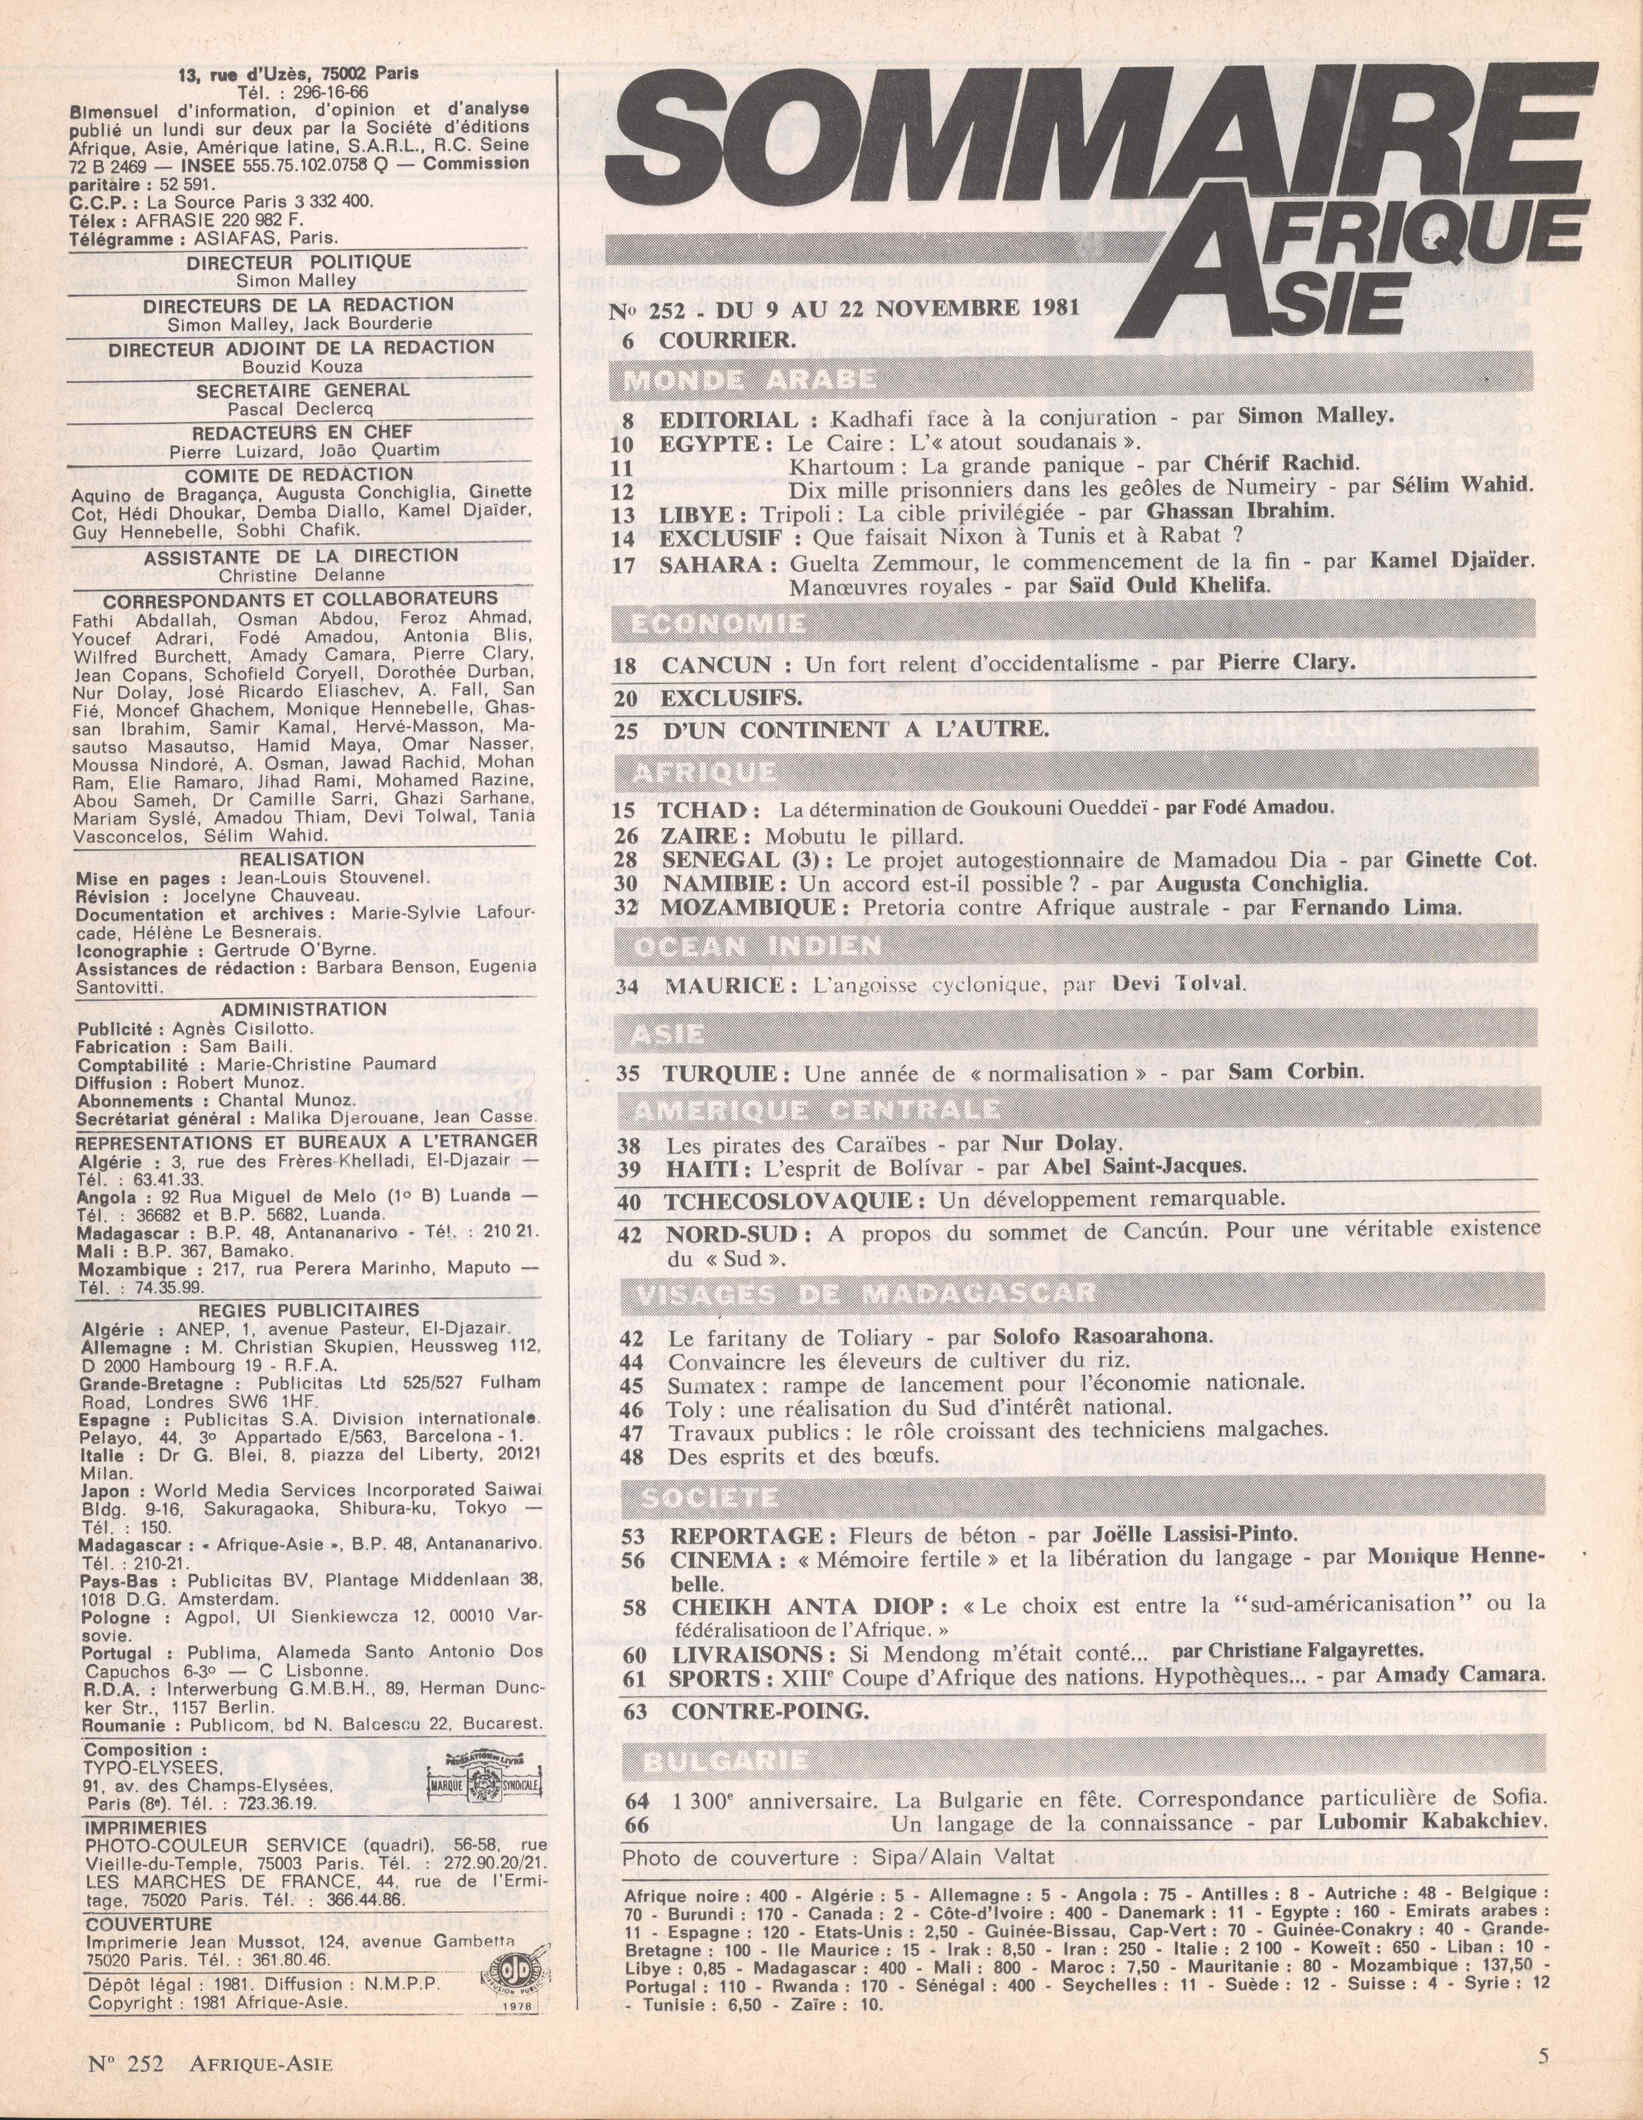 13, rue d'Uzès, 75002 Paris
Tél. : 296-16-66
Bimensuel d'information, d'opinion et d'analyse
publié un lundi sur deux par la Société d'éditions
Afrique, Asie, Amérique latine, S.A.R.L., R.C. Seine
72 B 2469 — INSEE 555.75.102.0758 Q — Commission
paritaire : 52 591.
C.C.P. : La Source Paris 3 332 400.
Télex : AFRASIE 220 982 F.
Télégramme : ASIAFAS, Paris.
DIRECTEUR POLITIQUE
Simon Malley
DIRECTEURS DE LA REDACTION
Simon Malley, Jack Bourderie
DIRECTEUR ADJOINT DE LA REDACTION
Bouzid Kouza
SECRETAIRE GENERAL
Pascal Declercq
REDACTEURS EN CHEF
Pierre Luizard, João Quartim
COMITE DE REDACTION
Aquino de Bragança, Augusta Conchiglia, Ginette
Cot, Hédi Dhoukar, Demba Diallo, Kamel Djaïder,
Guy Hennebelle, Sobhi Chafik.
ASSISTANTE DE LA DIRECTION
Christine Delanne
CORRESPONDANTS ET COLLABORATEURS
Fathi Abdallah, Osman Abdou, Feroz Ahmad,
Youcef Adrari, Fodé Amadou, Antonia Blis,
Wilfred Burchett, Amady Camara, Pierre Clary,
Jean Copans, Schofield Coryell, Dorothée Durban,
Nur Dolay, José Ricardo Eliaschev, A. Fall, San
Fié, Moncef Ghachem, Monique Hennebelle, Ghas-
san Ibrahim, Samir Kamal, Hervé-Masson, Ma-
sautso Masautso, Hamid Maya, Omar Nasser,
Moussa Nindoré, A. Osman, Jawad Rachid, Mohan
Ram, Elie Ramaro, Jihad Rami, Mohamed Razine,
Abou Sameh, Dr Camille Sarri, Ghazi Sarhane,
Mariam Syslé, Amadou Thiam, Devi Tolwal, Tania
Vasconcelos, Sélim Wahid.
REALISATION
Mise en pages : Jean-Louis Stouvenel.
Révision : Jocelyne Chauveau.
Documentation et archives : Marie-Sylvie Lafour-
cade, Hélène Le Besnerais.
Iconographie : Gertrude O'Byrne.
Assistances de rédaction : Barbara Benson, Eugenia
Santovitti.
ADMINISTRATION
Publicité : Agnès Cisilotto.
Fabrication : Sam Baili.
Comptabilité : Marie-Christine Paumard
Diffusion : Robert Munoz.
Abonnements : Chantal Munoz.
Secrétariat général : Malika Djerouane, Jean Casse.
REPRESENTATIONS ET BUREAUX A L'ETRANGER
Algérie : 3, rue des Frères-Khelladi, El-Djazair —
Tél. : 63.41.33.
Angola : 92 Rua Miguel de Melo (1º B) Luanda —
Tél. : 36682 et B.P. 5682, Luanda.
Madagascar : B.P. 48, Antananarivo - Tél. : 210 21.
Mali : B.P. 367, Bamako.
Mozambique : 217, rua Perera Marinho, Maputo —
Tél. : 74.35.99.
REGIES PUBLICITAIRES
Algérie : ANEP, 1, avenue Pasteur, El-Djazair.
Allemagne : M. Christian Skupien, Heussweg 112,
D 2000 Hambourg 19 - R.F.A.
Grande-Bretagne : Publicitas Ltd 525/527 Fulham
Road, Londres SW6 1HF.
Espagne : Publicitas S.A. Division internationale.
Pelayo, 44, 3º Appartado E/563, Barcelona - 1.
Italie : Dr G. Blei, 8, piazza del Liberty, 20121
Milan.
Japon : World Media Services Incorporated Saiwai
Bldg. 9-16, Sakuragaoka, Shibura-ku, Tokyo —
Tél. : 150.
Madagascar : « Afrique-Asie », B.P. 48, Antananarivo.
Tél. : 210-21.
Pays-Bas : Publicitas BV, Plantage Middenlaan 38,
1018 D.G. Amsterdam.
Pologne : Agpol, Ul Sienkiewcza 12, 00010 Var-
sovie.
Portugal : Publima, Alameda Santo Antonio Dos
Capuchos 6-3º — C Lisbonne.
R.D.A. : Interwerbung G.M.B.H., 89, Herman Dunc-
ker Str., 1157 Berlin.
Roumanie : Publicom, bd N. Balcescu 22, Bucarest.
Composition :
TYPO-ELYSEES,
91, av. des Champs-Elysées,
Paris (8e). Tél. : 723.36.19.
FEDERATION DU LIVRE
MARQUE SYNDICALE
IMPRIMERIES
PHOTO-COULEUR SERVICE (quadri), 56-58, rue
Vieille-du-Temple, 75003 Paris. Tél. : 272.90.20/21.
LES MARCHES DE FRANCE, 44, rue de l'Ermi-
tage, 75020 Paris. Tél. : 366.44.86.
COUVERTURE
Imprimerie Jean Mussot, 124, avenue Gambetta
75020 Paris. Tél. : 361.80.46.
Dépôt légal : 1981. Diffusion : N.M.P.P.
Copyright : 1981 Afrique-Asie.
OJD
1978
SOMMAIRE
AFRIQUE
ASIE
Nº 252 - DU 9 AU 22 NOVEMBRE 1981
6 COURRIER.
MONDE ARABE
8 EDITORIAL : Kadhafi face à la conjuration - par Simon Malley.
10 EGYPTE : Le Caire : L'« atout soudanais ».
11 Khartoum : La grande panique - par Chérif Rachid.
12 Dix mille prisonniers dans les geôles de Numeiry - par Sélim Wahid.
13 LIBYE : Tripoli : La cible privilégiée - par Ghassan Ibrahim.
14 EXCLUSIF : Que faisait Nixon à Tunis et à Rabat ?
17 SAHARA : Guelta Zemmour, le commencement de la fin - par Kamel Djaïder.
Manœuvres royales - par Saïd Ould Khelifa.
ECONOMIE
18 CANCUN : Un fort relent d'occidentalisme - par Pierre Clary.
20 EXCLUSIFS.
25 D'UN CONTINENT A L'AUTRE.
AFRIQUE
15 TCHAD : La détermination de Goukouni Oueddeï - par Fodé Amadou.
26 ZAIRE : Mobutu le pillard.
28 SENEGAL (3) : Le projet autogestionnaire de Mamadou Dia - par Ginette Cot.
30 NAMIBIE : Un accord est-il possible ? - par Augusta Conchiglia.
32 MOZAMBIQUE : Pretoria contre Afrique australe - par Fernando Lima.
OCEAN INDIEN
34 MAURICE : L'angoisse cyclonique, par Devi Tolval.
ASIE
35 TURQUIE : Une année de « normalisation » - par Sam Corbin.
AMERIQUE CENTRALE
38 Les pirates des Caraïbes - par Nur Dolay.
39 HAITI : L'esprit de Bolívar - par Abel Saint-Jacques.
40 TCHECOSLOVAQUIE : Un développement remarquable.
42 NORD-SUD : A propos du sommet de Cancún. Pour une véritable existence
du « Sud ».
VISAGES DE MADAGASCAR
42 Le faritany de Toliary - par Solofo Rasoarahona.
44 Convaincre les éleveurs de cultiver du riz.
45 Sumatex : rampe de lancement pour l'économie nationale.
46 Toly : une réalisation du Sud d'intérêt national.
47 Travaux publics : le rôle croissant des techniciens malgaches.
48 Des esprits et des bœufs.
SOCIETE
53 REPORTAGE : Fleurs de béton - par Joëlle Lassisi-Pinto.
56 CINEMA : « Mémoire fertile » et la libération du langage - par Monique Henne-
belle.
58 CHEIKH ANTA DIOP : « Le choix est entre la “sud-américanisation” ou la
fédéralisatioon de l'Afrique. »
60 LIVRAISONS : Si Mendong m'était conté... par Christiane Falgayrettes.
61 SPORTS : XIIIe Coupe d'Afrique des nations. Hypothèques... - par Amady Camara.
63 CONTRE-POING.
BULGARIE
64 1 300e anniversaire. La Bulgarie en fête. Correspondance particulière de Sofia.
66 Un langage de la connaissance - par Lubomir Kabakchiev.
Photo de couverture : Sipa/Alain Valtat
Afrique noire : 400 - Algérie : 5 - Allemagne : 5 - Angola : 75 - Antilles : 8 - Autriche : 48 - Belgique :
70 - Burundi : 170 - Canada : 2 - Côte-d'Ivoire : 400 - Danemark : 11 - Egypte : 160 - Emirats arabes :
11 - Espagne : 120 - Etats-Unis : 2,50 - Guinée-Bissau, Cap-Vert : 70 - Guinée-Conakry : 40 - Grande-
Bretagne : 100 - Ile Maurice : 15 - Irak : 8,50 - Iran : 250 - Italie : 2 100 - Koweït : 650 - Liban : 10 -
Libye : 0,85 - Madagascar : 400 - Mali : 800 - Maroc : 7,50 - Mauritanie : 80 - Mozambique : 137,50 -
Portugal : 110 - Rwanda : 170 - Sénégal : 400 - Seychelles : 11 - Suède : 12 - Suisse : 4 - Syrie : 12
- Tunisie : 6,50 - Zaïre : 10.
Nº 252 AFRIQUE-ASIE
5